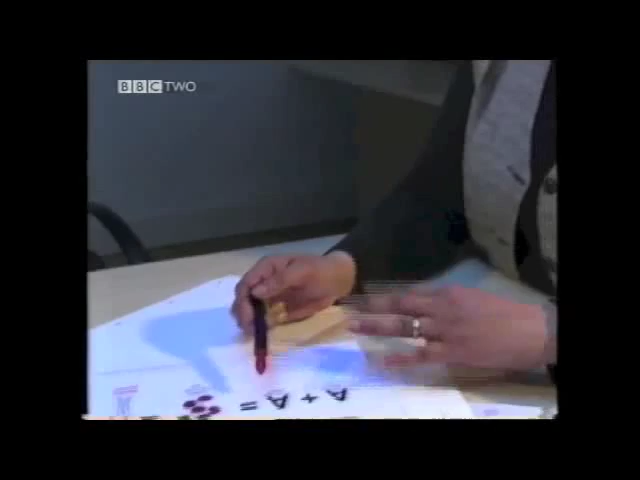 BBC TWO
A + A =